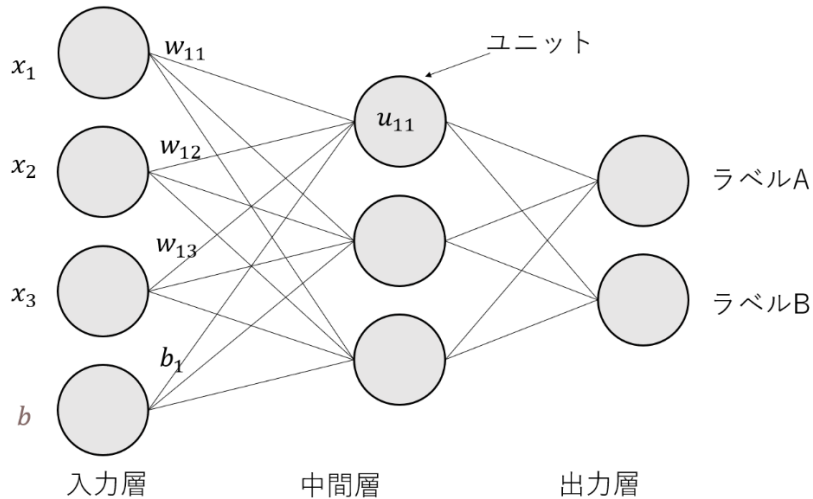 x₁
w₁₁
ユニット
u₁₁
x₂
w₁₂
ラベルA
x₃
w₁₃
ラベルB
b₁
b
入力層
中間層
出力層